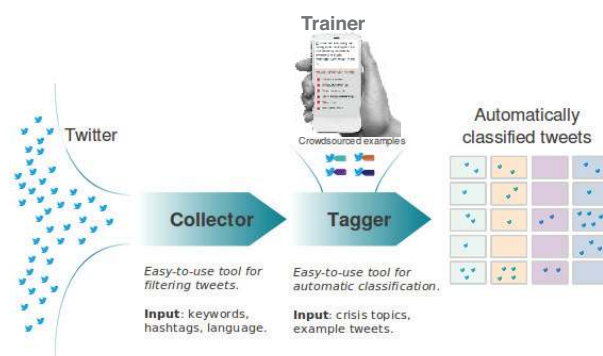 Trainer
Twitter
Crowdsourced examples
Automatically
classified tweets
Collector
Tagger
Easy-to-use tool for
filtering tweets.
Input: keywords,
hashtags, language.
Easy-to-use tool for
automatic classification.
Input: crisis topics,
example tweets.